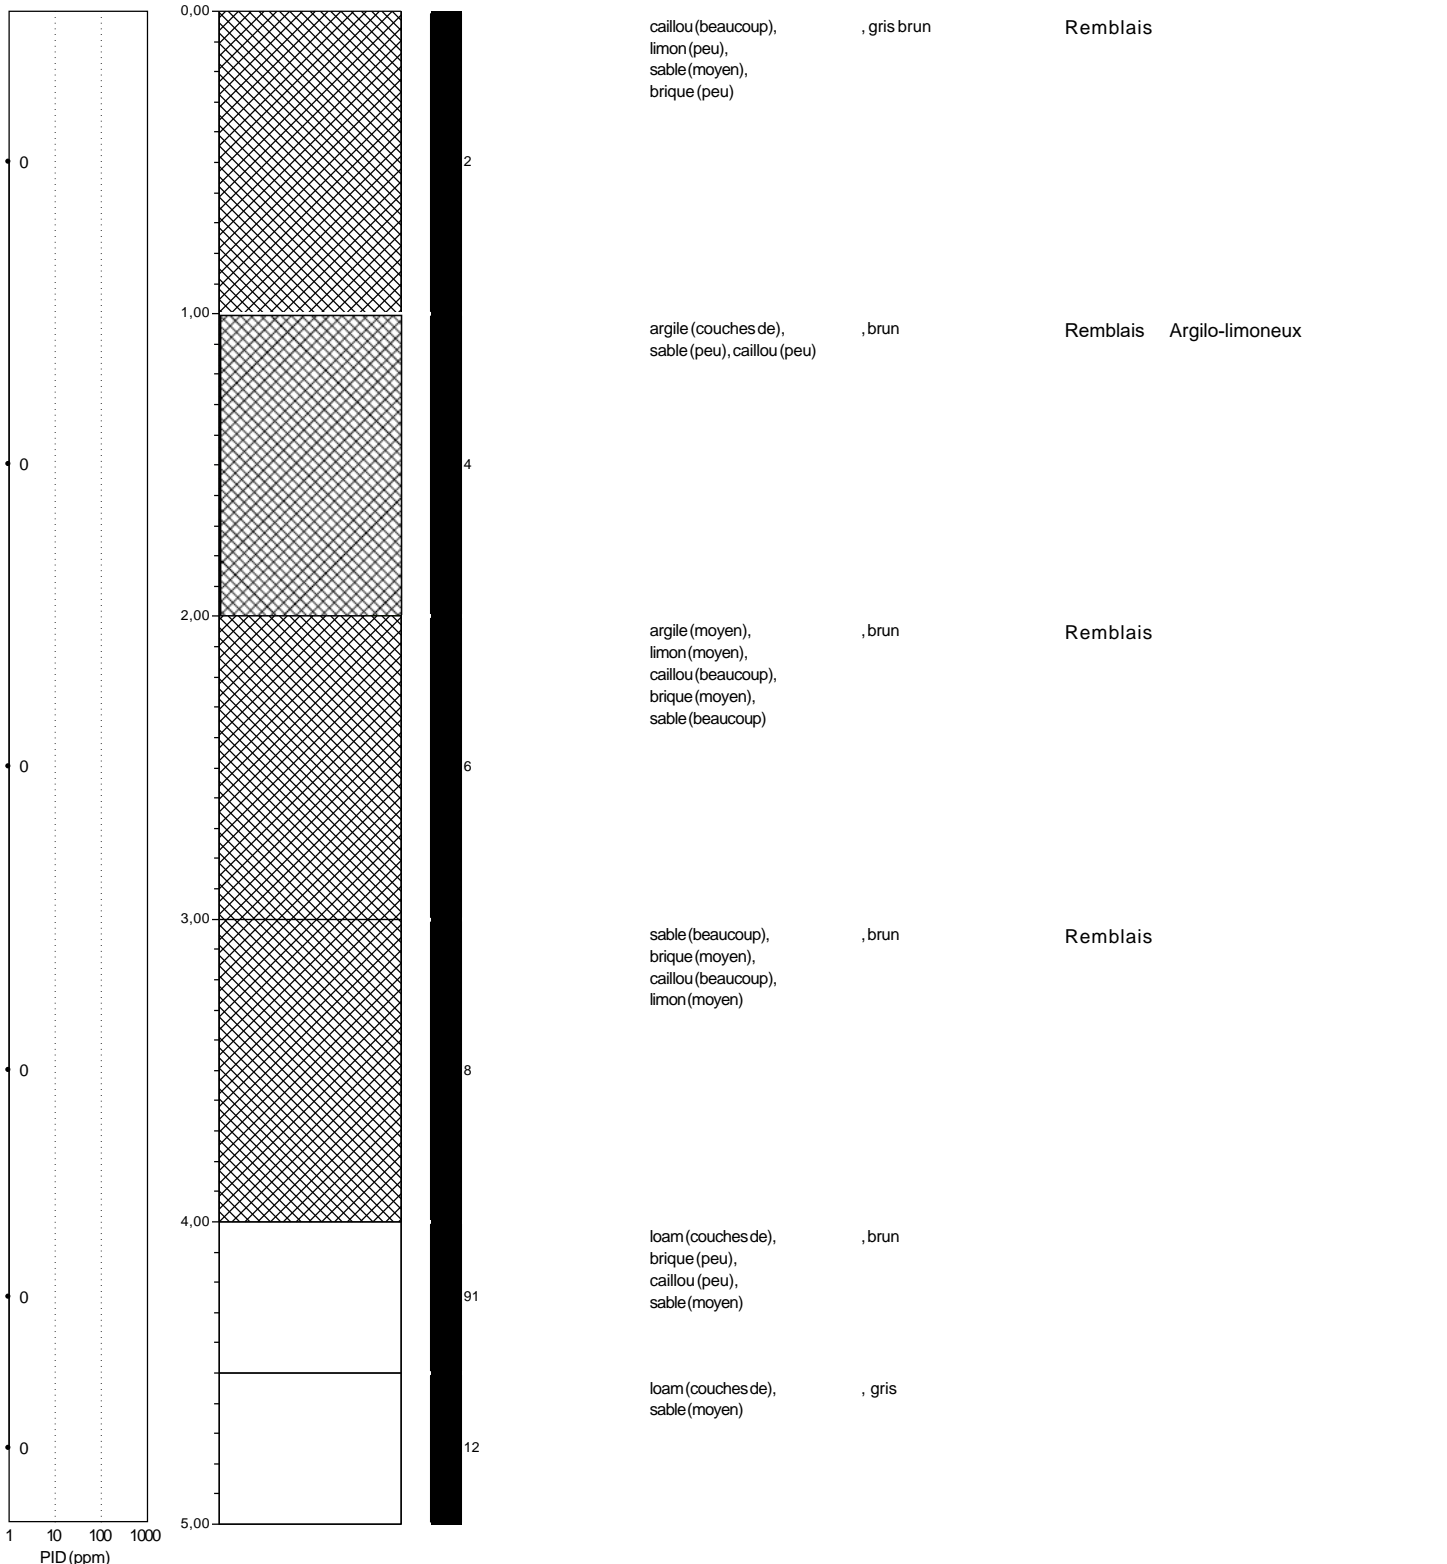 0,00
caillou (beaucoup), , gris brun Remblais
limon (peu),
sable (moyen),
brique (peu)
0 2
1,00
argile (couches de), , brun Remblais Argilo-limoneux
sable (peu), caillou (peu)
0 4
2,00
argile (moyen), , brun Remblais
limon (moyen),
caillou (beaucoup),
brique (moyen),
sable (beaucoup)
0 6
3,00
sable (beaucoup), , brun Remblais
brique (moyen),
caillou (beaucoup),
limon (moyen)
0 8
4,00
loam (couches de), , brun
brique (peu),
caillou (peu),
sable (moyen)
0 91
loam (couches de), , gris
sable (moyen)
0 12
5,00
1 10 100 1000
PID (ppm)